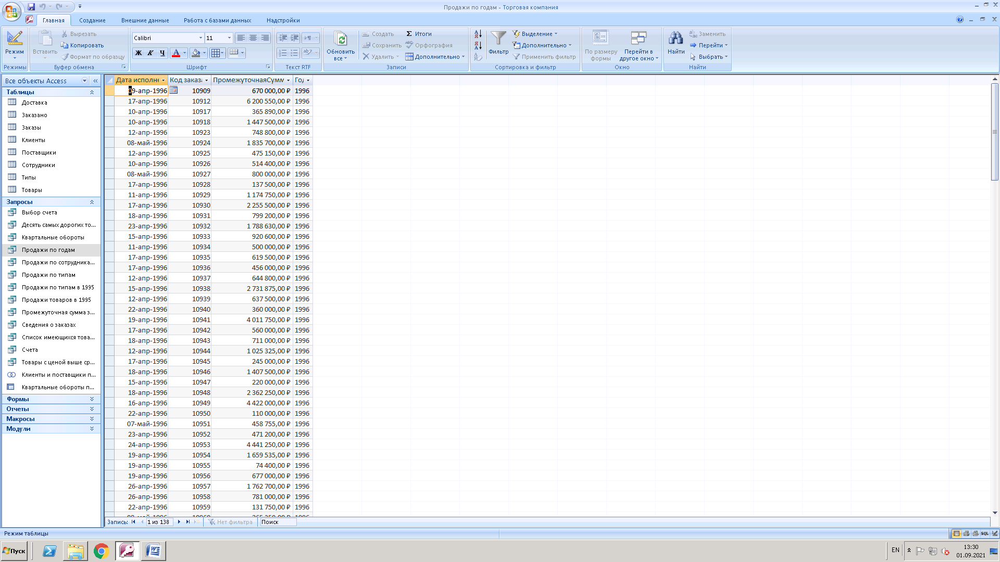 Продажи по годам - Торговая компания
Главная Создание Внешние данные Работа с базами данных Надстройки
Режим
Режимы
Вставить
Вырезать
Копировать
Формат по образцу
Буфер обмена
Calibri 11
Ж К Ч А
Шрифт
Текст RTF
Обновить
все
Создать
Сохранить
Удалить
Итоги
Орфография
Дополнительно
Записи
Фильтр
Выделение
Дополнительно
Применить фильтр
Сортировка и фильтр
По размеру
формы
Перейти в
другое окно
Окно
Найти
Заменить
Перейти
Выбрать
Найти
Все объекты Access
Таблицы
Доставка
Заказано
Заказы
Клиенты
Поставщики
Сотрудники
Типы
Товары
Запросы
Выбор счета
Десять самых дорогих то...
Квартальные обороты
Продажи по годам
Продажи по сотрудника...
Продажи по типам
Продажи по типам в 1995
Продажи товаров в 1995
Промежуточная сумма з...
Сведения о заказах
Список имеющихся това...
Счета
Товары с ценой выше ср...
Клиенты и поставщики п...
Квартальные обороты п...
Формы
Отчеты
Макросы
Модули
Дата исполне Код заказа ПромежуточнаяСумм Год
09-апр-1996 10909 670 000,00 ₽ 1996
17-апр-1996 10912 6 200 550,00 ₽ 1996
10-апр-1996 10917 365 890,00 ₽ 1996
10-апр-1996 10918 1 447 500,00 ₽ 1996
12-апр-1996 10923 748 800,00 ₽ 1996
08-май-1996 10924 1 835 700,00 ₽ 1996
12-апр-1996 10925 475 150,00 ₽ 1996
10-апр-1996 10926 514 400,00 ₽ 1996
08-май-1996 10927 800 000,00 ₽ 1996
17-апр-1996 10928 137 500,00 ₽ 1996
11-апр-1996 10929 1 174 750,00 ₽ 1996
17-апр-1996 10930 2 255 500,00 ₽ 1996
18-апр-1996 10931 799 200,00 ₽ 1996
23-апр-1996 10932 1 788 630,00 ₽ 1996
15-апр-1996 10933 920 600,00 ₽ 1996
11-апр-1996 10934 500 000,00 ₽ 1996
17-апр-1996 10935 619 500,00 ₽ 1996
17-апр-1996 10936 456 000,00 ₽ 1996
12-апр-1996 10937 644 800,00 ₽ 1996
15-апр-1996 10938 2 731 875,00 ₽ 1996
12-апр-1996 10939 637 500,00 ₽ 1996
22-апр-1996 10940 360 000,00 ₽ 1996
19-апр-1996 10941 4 011 750,00 ₽ 1996
17-апр-1996 10942 560 000,00 ₽ 1996
18-апр-1996 10943 711 000,00 ₽ 1996
12-апр-1996 10944 1 025 325,00 ₽ 1996
17-апр-1996 10945 245 000,00 ₽ 1996
18-апр-1996 10946 1 407 500,00 ₽ 1996
15-апр-1996 10947 220 000,00 ₽ 1996
18-апр-1996 10948 2 362 250,00 ₽ 1996
16-апр-1996 10949 4 422 000,00 ₽ 1996
22-апр-1996 10950 110 000,00 ₽ 1996
07-май-1996 10951 458 755,00 ₽ 1996
23-апр-1996 10952 471 200,00 ₽ 1996
24-апр-1996 10953 4 441 250,00 ₽ 1996
19-апр-1996 10954 1 659 535,00 ₽ 1996
19-апр-1996 10955 74 400,00 ₽ 1996
19-апр-1996 10956 677 000,00 ₽ 1996
26-апр-1996 10957 1 762 700,00 ₽ 1996
26-апр-1996 10958 781 000,00 ₽ 1996
22-апр-1996 10959 131 750,00 ₽ 1996
Запись: 1 из 138 Нет фильтра Поиск
Режим таблицы SQL
Пуск EN 13:30
01.09.2021